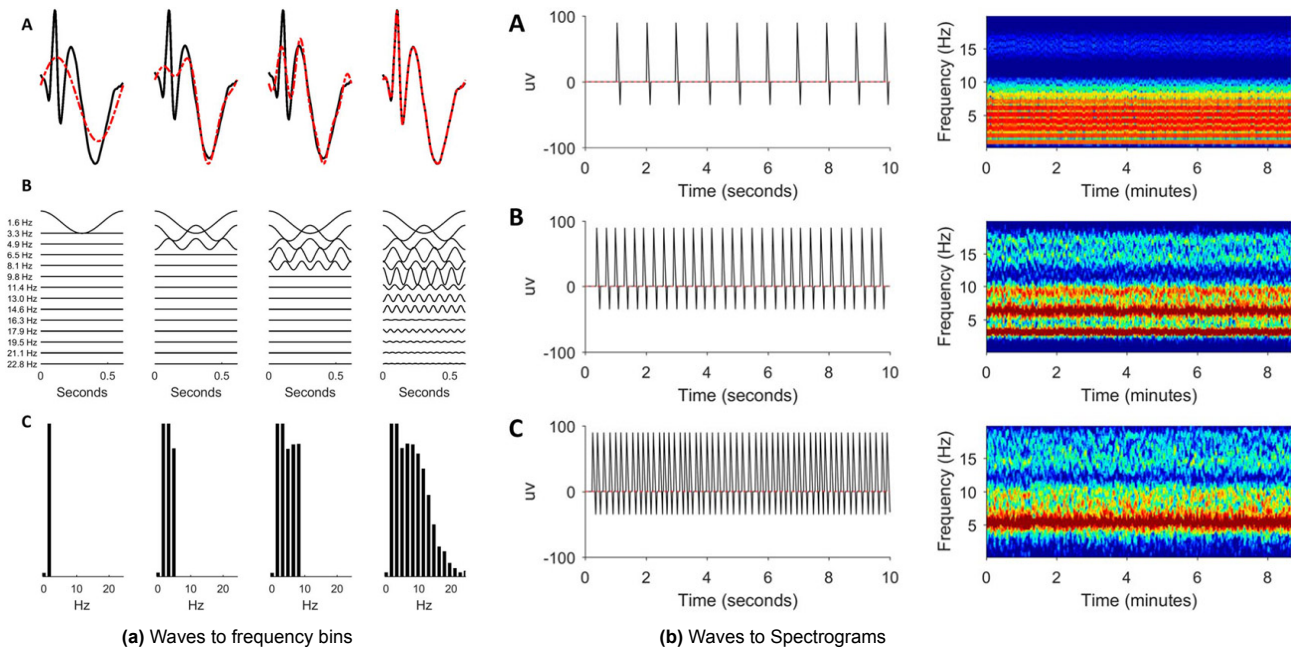 A
B
1.6 Hz
3.3 Hz
4.9 Hz
6.5 Hz
8.1 Hz
9.8 Hz
11.4 Hz
13.0 Hz
14.6 Hz
16.3 Hz
17.9 Hz
19.5 Hz
21.1 Hz
22.8 Hz
0 0.5 0 0.5 0 0.5 0 0.5
Seconds Seconds Seconds Seconds
C
0 10 20 0 10 20 0 10 20 0 10 20
Hz Hz Hz Hz
(a) Waves to frequency bins
A
100
0
-100
uv
0 2 4 6 8 10
Time (seconds)
15
10
5
Frequency (Hz)
0 2 4 6 8
Time (minutes)
B
100
0
-100
uv
0 2 4 6 8 10
Time (seconds)
15
10
5
Frequency (Hz)
0 2 4 6 8
Time (minutes)
C
100
0
-100
uv
0 2 4 6 8 10
Time (seconds)
15
10
5
Frequency (Hz)
0 2 4 6 8
Time (minutes)
(b) Waves to Spectrograms